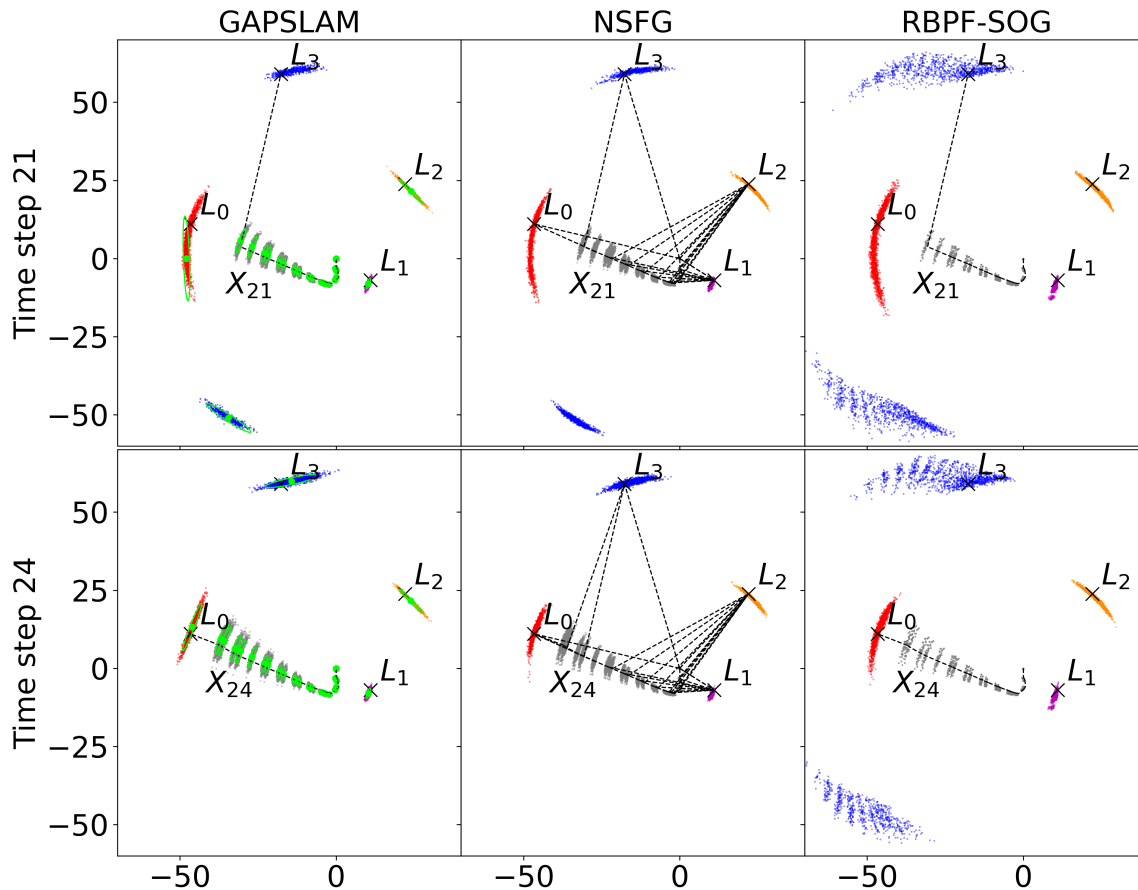 GAPSLAM NSFG RBPF-SOG
Time step 21
50
25
0
−25
−50
L₃
L₂
L₀
L₁
X₂₁
L₃
L₂
L₀
L₁
X₂₁
L₃
L₂
L₀
L₁
X₂₁
Time step 24
50
25
0
−25
−50
L₃
L₂
L₀
L₁
X₂₄
L₃
L₂
L₀
L₁
X₂₄
L₃
L₂
L₀
L₁
X₂₄
−50 0 −50 0 −50 0